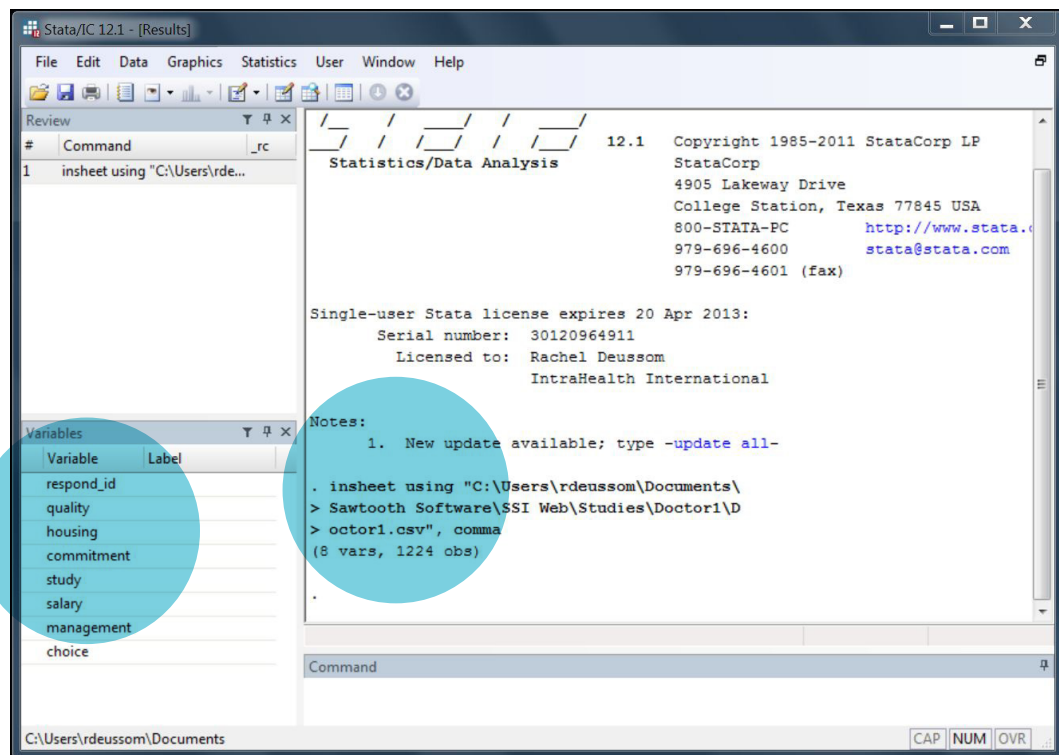 Stata/IC 12.1 - [Results]
File Edit Data Graphics Statistics User Window Help
Review
# Command _rc
1 insheet using "C:\Users\rde...
Variables
Variable Label
respond_id
quality
housing
commitment
study
salary
management
choice
12.1 Copyright 1985-2011 StataCorp LP
Statistics/Data Analysis StataCorp
4905 Lakeway Drive
College Station, Texas 77845 USA
800-STATA-PC http://www.stata.
979-696-4600 stata@stata.com
979-696-4601 (fax)
Single-user Stata license expires 20 Apr 2013:
Serial number: 30120964911
Licensed to: Rachel Deussom
IntraHealth International
Notes:
1. New update available; type -update all-
. insheet using "C:\Users\rdeussom\Documents\
> Sawtooth Software\SSI Web\Studies\Doctor1\D
> octor1.csv", comma
(8 vars, 1224 obs)
.
Command
C:\Users\rdeussom\Documents
CAP NUM OVR